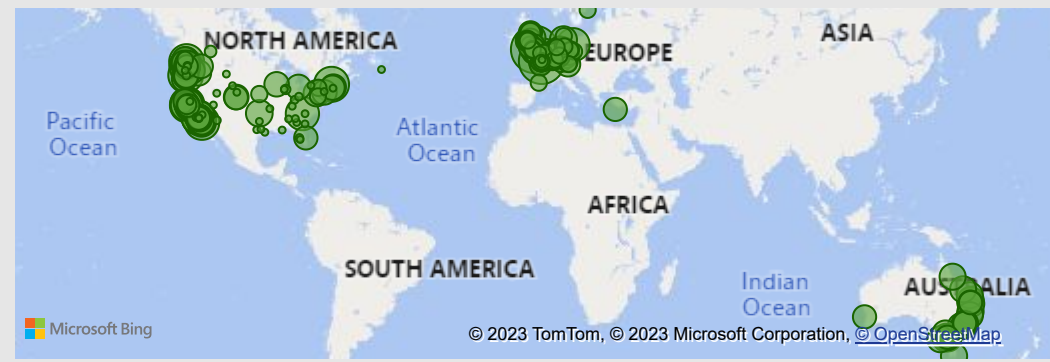 NORTH AMERICA
EUROPE
ASIA
Pacific
Ocean
Atlantic
Ocean
AFRICA
SOUTH AMERICA
Indian
Ocean
AUSTRALIA
Microsoft Bing
© 2023 TomTom, © 2023 Microsoft Corporation, © OpenStreetMap